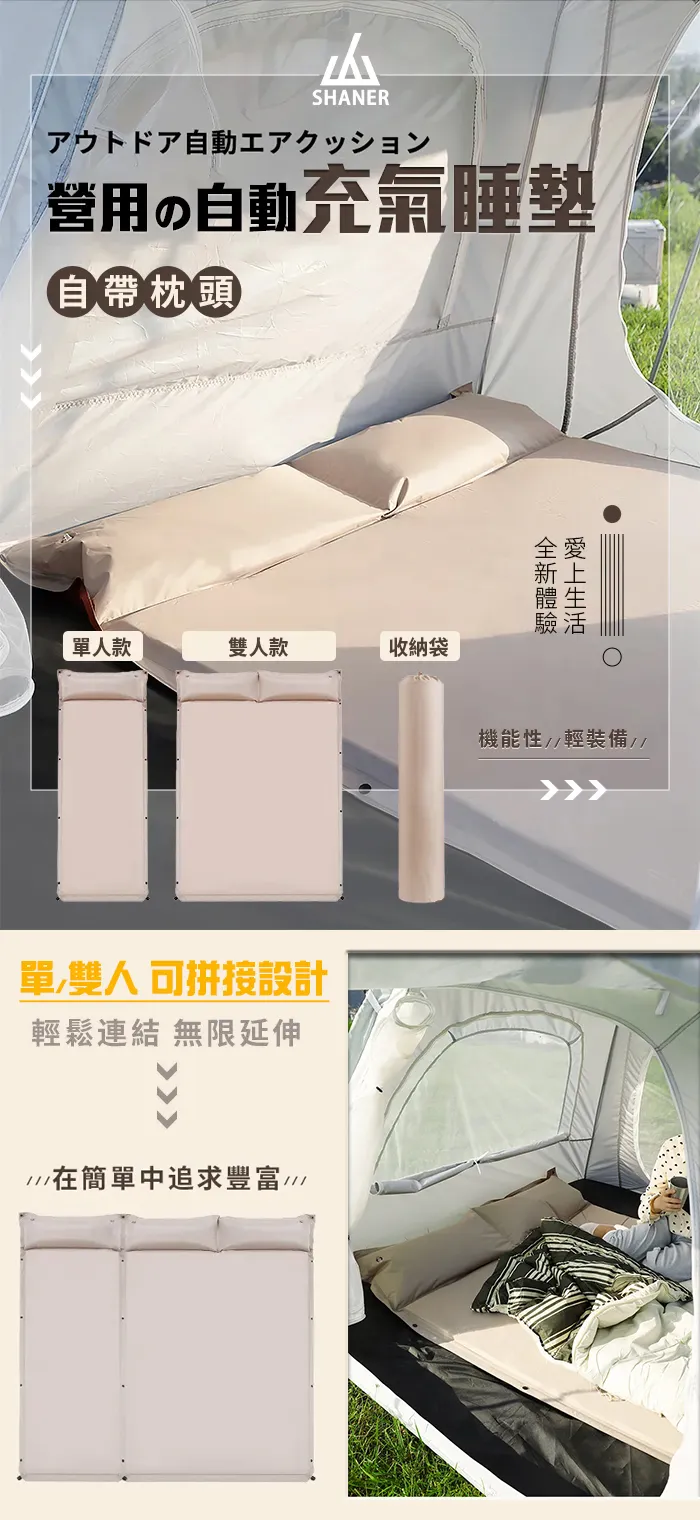 SHANER
アウトドア自動エアクッション
營用の自動充氣睡墊
自帶枕頭
愛上生活
全新體驗
單人款
雙人款
收納袋
機能性//輕裝備//
單/雙人 可拼接設計
輕鬆連結 無限延伸
///在簡單中追求豐富///